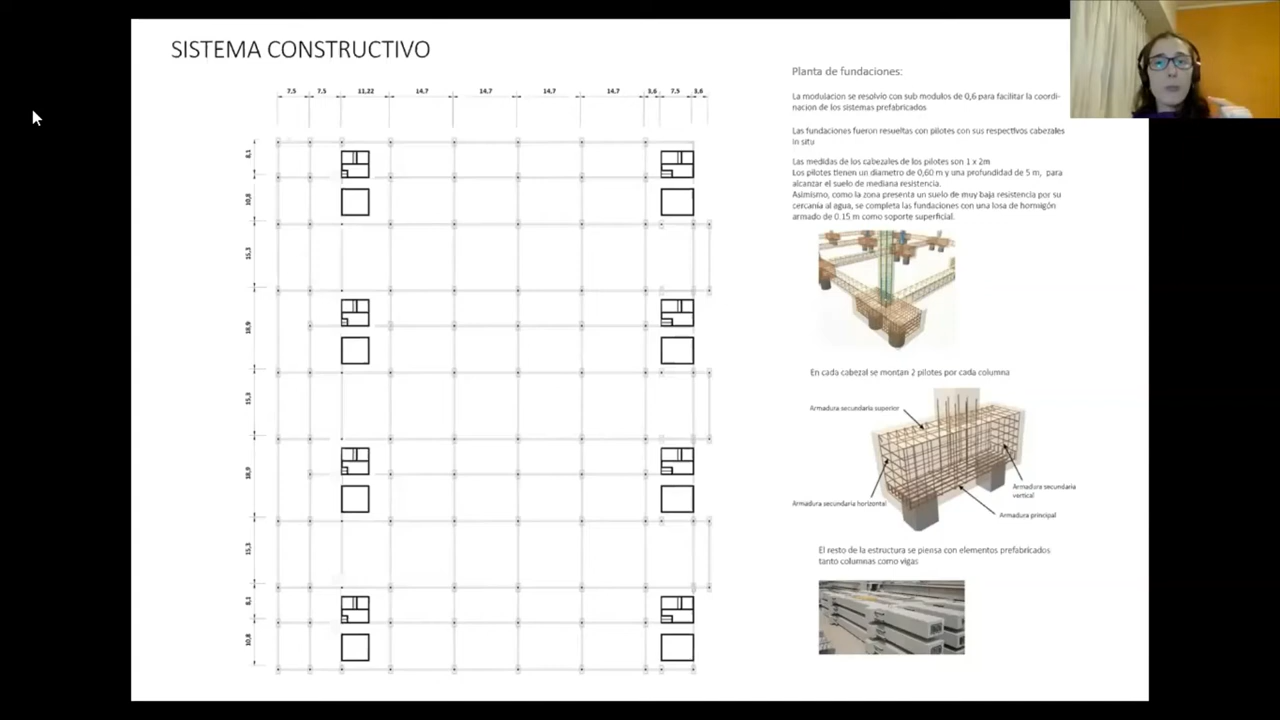 SISTEMA CONSTRUCTIVO
Planta de fundaciones:
7,5 7,5 11,22 14,7 14,7 14,7 14,7 3,6 7,5 3,6
La modulacion se resolvio con sub modulos de 0,6 para facilitar la coordi-
nacion de los sistemas prefabricados
Las fundaciones fueron resueltas con pilotes con sus respectivos cabezales
in situ
Las medidas de los cabezales de los pilotes son 1 x 2m
Los pilotes tienen un diametro de 0,60 m y una profundidad de 5 m, para
alcanzar el suelo de mediana resistencia.
Asimismo, como la zona presenta un suelo de muy baja resistencia por su
cercania al agua, se completa las fundaciones con una losa de hormigón
armado de 0.15 m como soporte superficial.
8,1
10,8
15,3
18,9
15,3
18,9
15,3
8,1
10,8
En cada cabezal se montan 2 pilotes por cada columna
Armadura secundaria superior
Armadura secundaria horizontal
Armadura secundaria
vertical
Armadura principal
El resto de la estructura se piensa con elementos prefabricados
tanto columnas como vigas